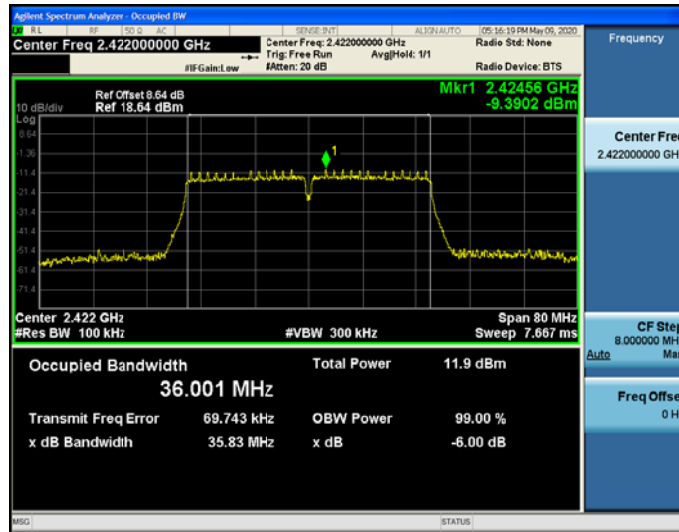 Agilent Spectrum Analyzer - Occupied BW
RL RF 50 Ω AC SENSE:INT ALIGN AUTO 05:16:19 PM May 09, 2020
Center Freq 2.422000000 GHz Center Freq: 2.422000000 GHz Radio Std: None
Trig: Free Run Avg|Hold: 1/1
#IFGain:Low #Atten: 20 dB Radio Device: BTS
Ref Offset 8.64 dB Mkr1 2.42456 GHz
10 dB/div Ref 18.64 dBm -9.3902 dBm
Log
8.64
-1.36
-11.4
-21.4
-31.4
-41.4
-51.4
-61.4
-71.4
1
Center 2.422 GHz Span 80 MHz
#Res BW 100 kHz #VBW 300 kHz Sweep 7.667 ms
Occupied Bandwidth Total Power 11.9 dBm
36.001 MHz
Transmit Freq Error 69.743 kHz OBW Power 99.00 %
x dB Bandwidth 35.83 MHz x dB -6.00 dB
MSG STATUS
Frequency
Center Fre
2.422000000 GH
CF Step
8.000000 MH
Auto Ma
Freq Offse
0 H